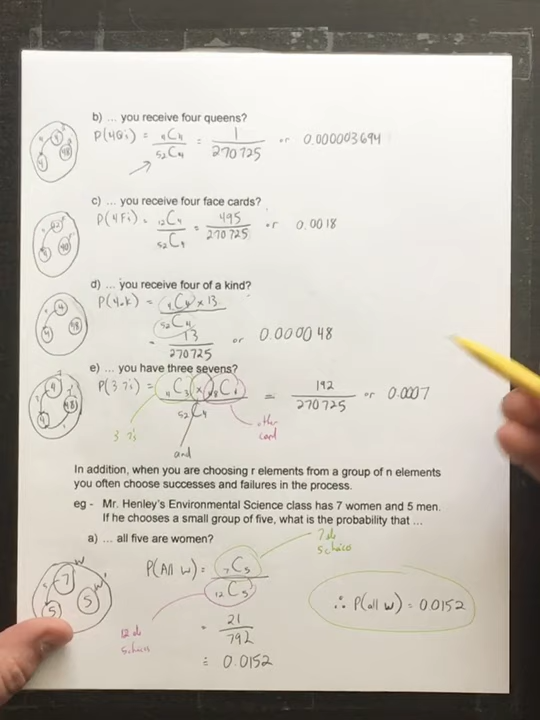 b) ... you receive four queens?
P(4Q's) = ₄C₄ / ₅₂C₄ = 1 / 270725 or 0.000003694
c) ... you receive four face cards?
P(4F's) = ₁₂C₄ / ₅₂C₄ = 495 / 270725 or 0.0018
d) ... you receive four of a kind?
P(4ofk) = ₄C₄ × 13 / ₅₂C₄
= 13 / 270725 or 0.000048
e) ... you have three sevens?
P(3 7's) = ₄C₃ × ₄₈C₁ / ₅₂C₄ = 192 / 270725 or 0.0007
3 7's
and
other
card
In addition, when you are choosing r elements from a group of n elements
you often choose successes and failures in the process.
eg - Mr. Henley's Environmental Science class has 7 women and 5 men.
If he chooses a small group of five, what is the probability that ...
a) ... all five are women?
P(All W) = ₇C₅ / ₁₂C₅
= 21 / 792
= 0.0152
∴ P(all W) = 0.0152